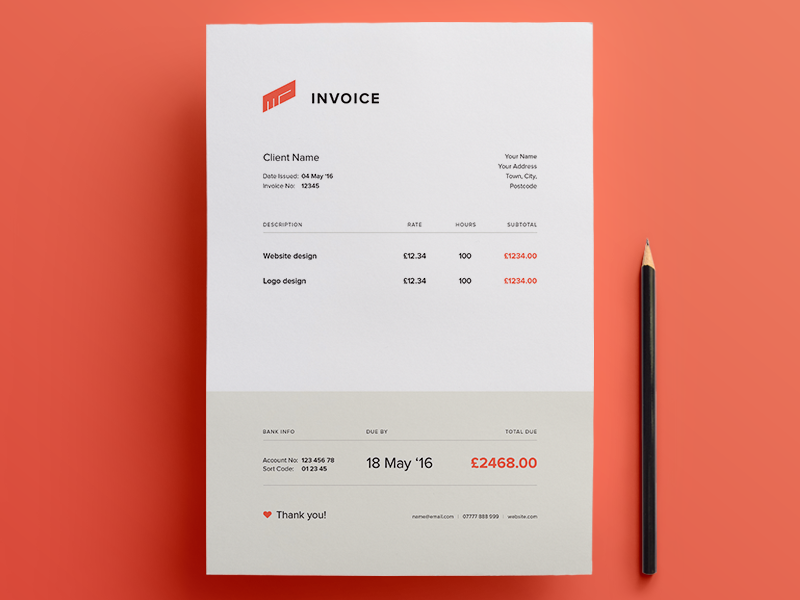 INVOICE
Client Name
Date Issued: 04 May ‘16
Invoice No: 12345
Your Name
Your Address
Town, City,
Postcode
DESCRIPTION RATE HOURS SUBTOTAL
Website design £12.34 100 £1234.00
Logo design £12.34 100 £1234.00
BANK INFO DUE BY TOTAL DUE
Account No: 123 456 78
Sort Code: 01 23 45
18 May ‘16
£2468.00
Thank you!
name@email.com | 07777 888 999 | website.com